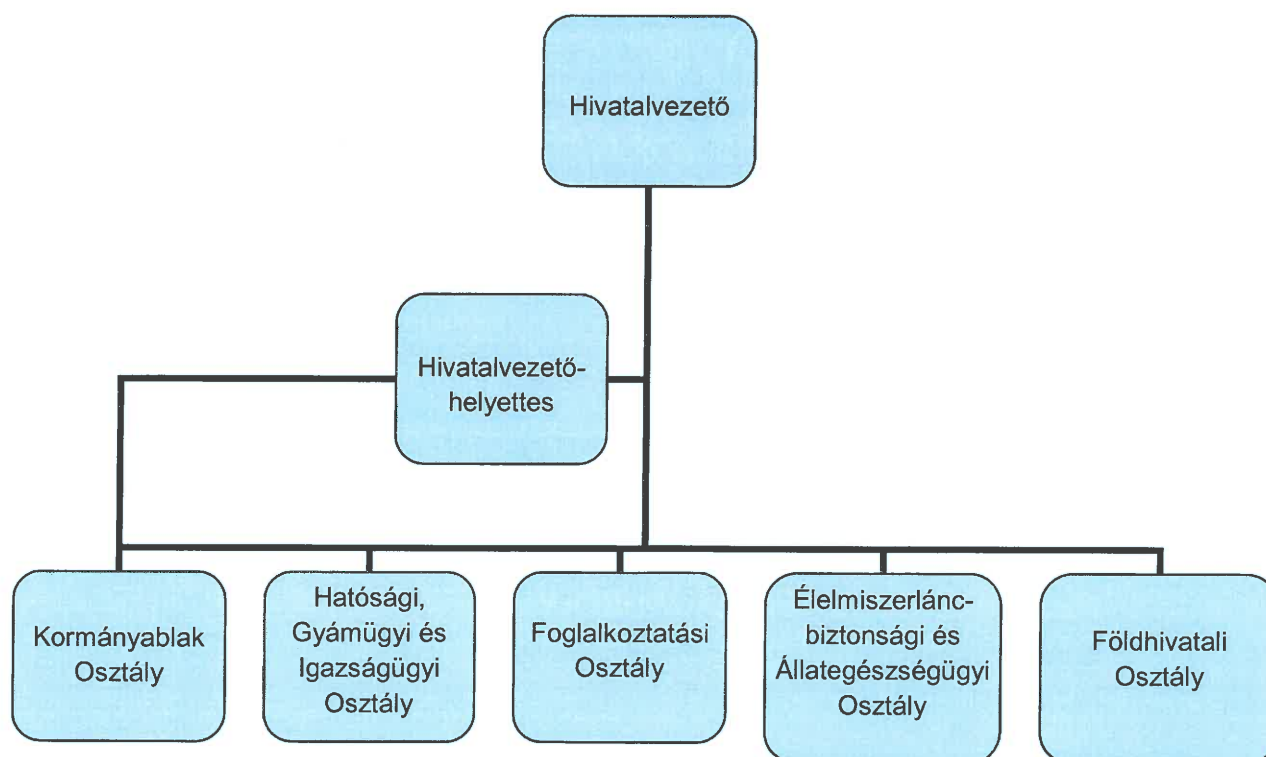 Hivatalvezető
Hivatalvezető-
helyettes
Kormányablak
Osztály
Hatósági,
Gyámügyi és
Igazságügyi
Osztály
Foglalkoztatási
Osztály
Élelmiszerlánc-
biztonsági és
Állategészségügyi
Osztály
Földhivatali
Osztály